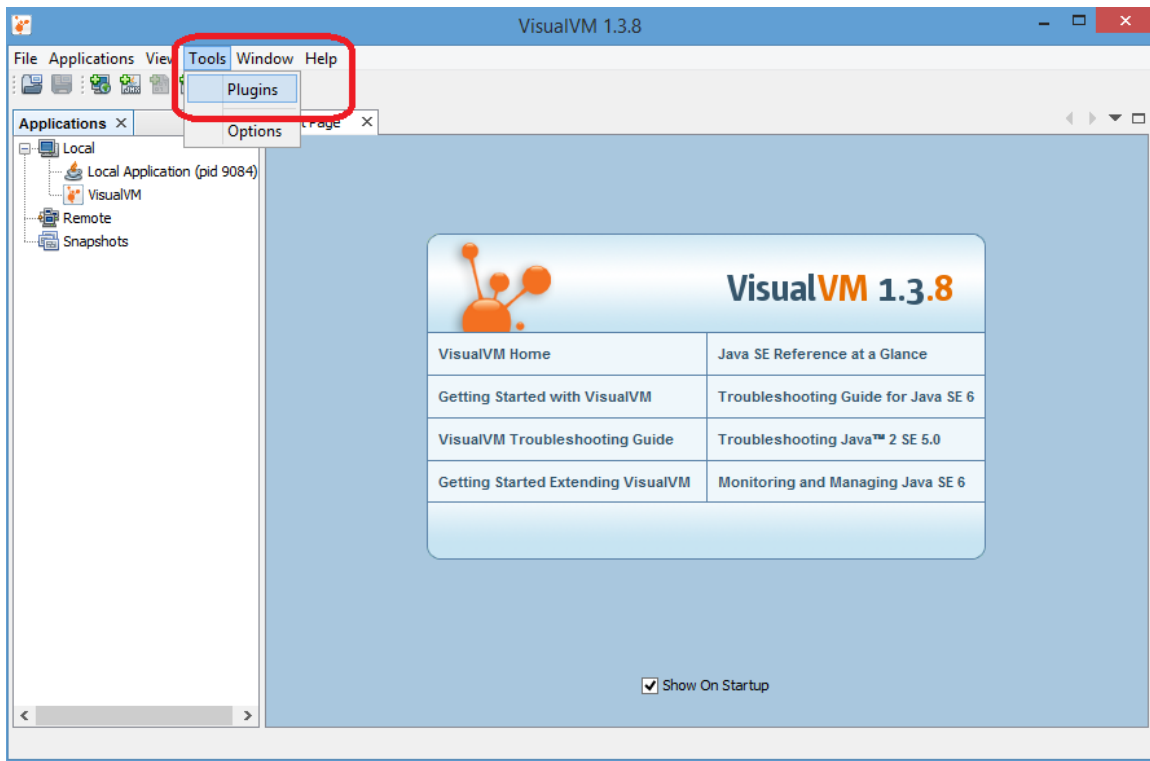 VisualVM 1.3.8
File Applications View Tools Window Help
Plugins
Options
Applications
Page
Local
Local Application (pid 9084)
VisualVM
Remote
Snapshots
VisualVM 1.3.8
VisualVM Home
Java SE Reference at a Glance
Getting Started with VisualVM
Troubleshooting Guide for Java SE 6
VisualVM Troubleshooting Guide
Troubleshooting Java™ 2 SE 5.0
Getting Started Extending VisualVM
Monitoring and Managing Java SE 6
Show On Startup